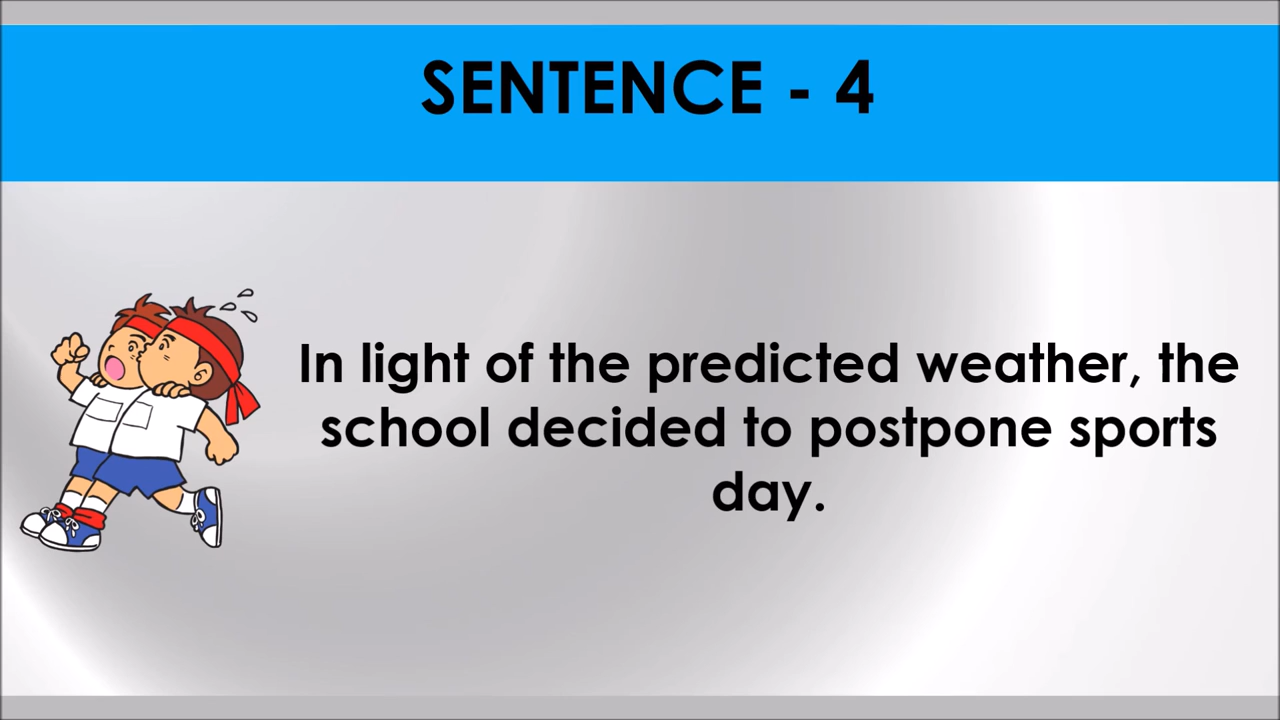 SENTENCE - 4
In light of the predicted weather, the
school decided to postpone sports
day.